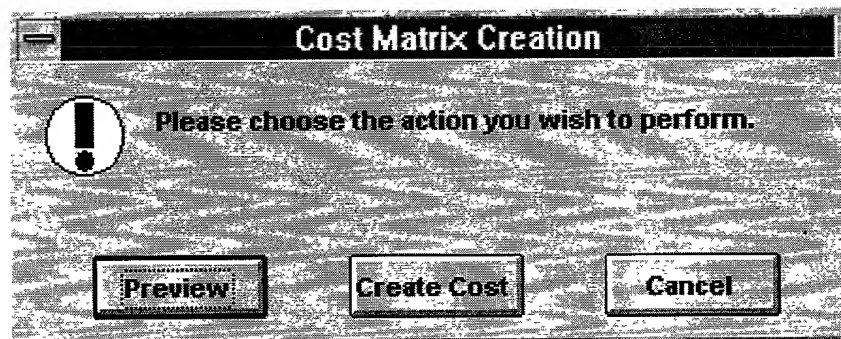 Cost Matrix Creation
Please choose the action you wish to perform.
Preview Create Cost Cancel